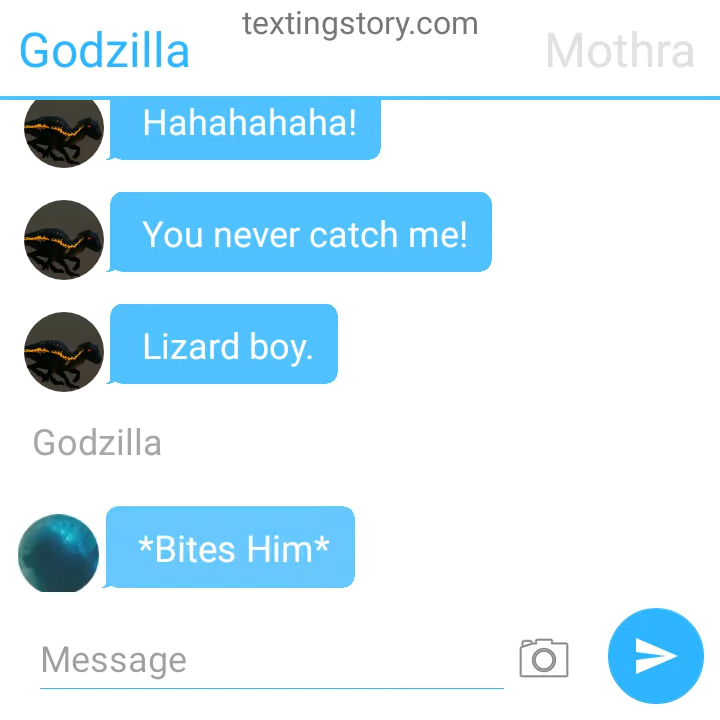 textingstory.com
Godzilla
Mothra
Hahahahaha!
You never catch me!
Lizard boy.
Godzilla
*Bites Him*
Message